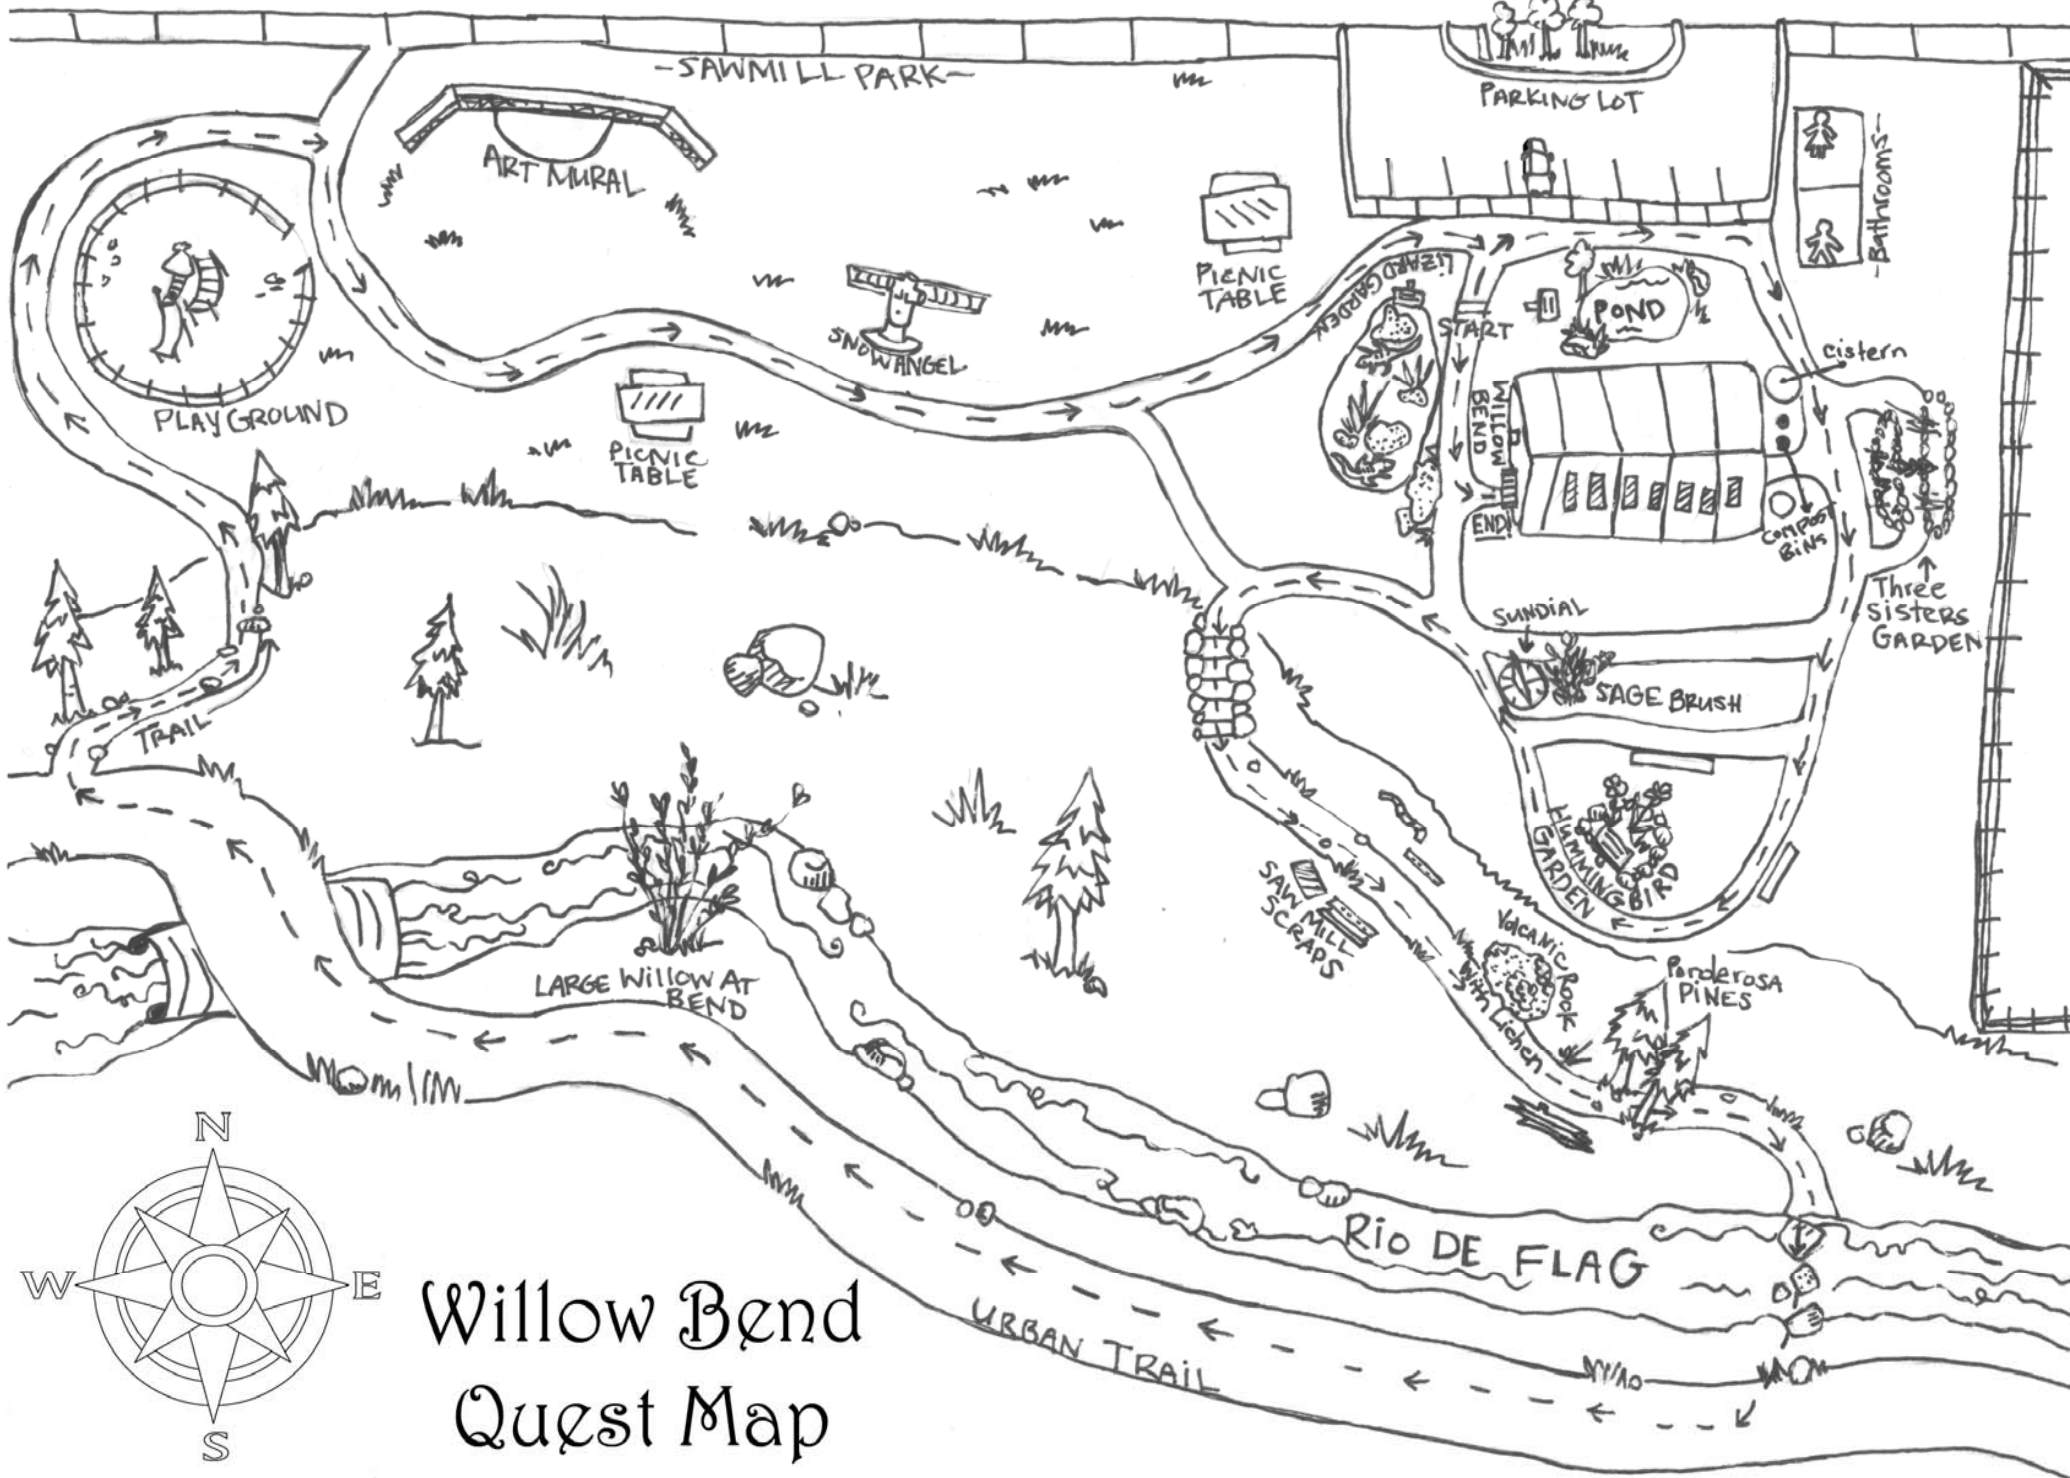 -SAWMILL PARK-
PARKING LOT
ART MURAL
-Bathrooms-
PICNIC
TABLE
LIZARD GARDEN
START
POND
SNOW ANGEL
cistern
PLAYGROUND
PICNIC
TABLE
WILLOW
BEND
END!
COMPOST
BiNS
Three
SISTERS
GARDEN
SUNDIAL
SAGE BRUSH
TRAIL
HUMMINGBIRD
GARDEN
SAW MILL
SCRAPS
VOLCANIC ROCK
with Lichen
Ponderosa
PINES
LARGE WILLOW AT
BEND
RIO DE FLAG
URBAN TRAIL
N
W
E
S
Willow Bend
Quest Map